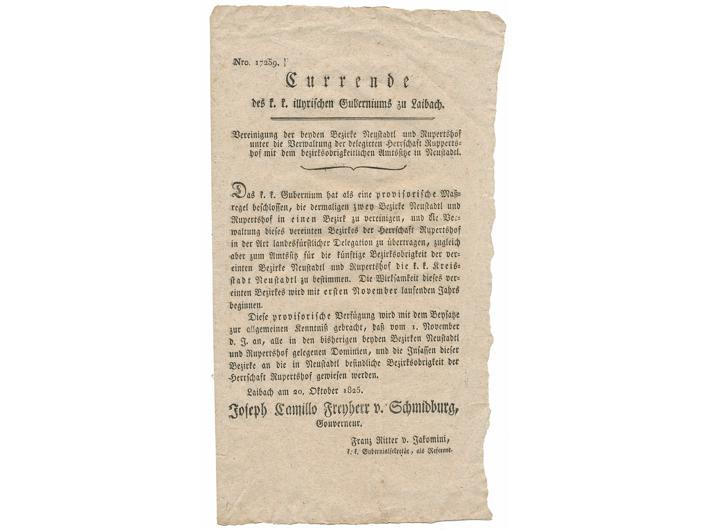 Nro. 17259.
Currende
des k. k. illyrischen Guberniums zu Laibach.
Vereinigung der beyden Bezirke Neustadtl und Rupertshof
unter die Verwaltung der delegirten Herrschaft Rupperts-
hof mit dem bezirksobrigkeitlichen Amtssitze in Neustadtl.
Das k. k. Gubernium hat als eine provisorische Maß-
regel beschlossen, die dermaligen zwey Bezirke Neustadtl und
Rupertshof in einen Bezirk zu vereinigen, und die Ver-
waltung dieses vereinten Bezirkes der Herrschaft Rupertshof
in der Art landesfürstlicher Delegation zu übertragen, zugleich
aber zum Amtssitz für die künftige Bezirksobrigkeit der ver-
einten Bezirke Neustadtl und Rupertshof die k. k. Kreis-
stadt Neustadtl zu bestimmen. Die Wirksamkeit dieses ver-
einten Bezirkes wird mit ersten November laufenden Jahrs
beginnen.
Diese provisorische Verfügung wird mit dem Beysatze
zur allgemeinen Kenntniß gebracht, daß vom 1. November
d. J. an, alle in den bisherigen beyden Bezirken Neustadtl
und Rupertshof gelegenen Dominien, und die Insassen dieser
Bezirke an die in Neustadtl befindliche Bezirksobrigkeit der
Herrschaft Rupertshof gewiesen werden.
Laibach am 20. Oktober 1825.
Joseph Camillo Freyherr v. Schmidburg,
Gouverneur.
Franz Ritter v. Jakomini,
k. k. Gubernialsekretär, als Referent.